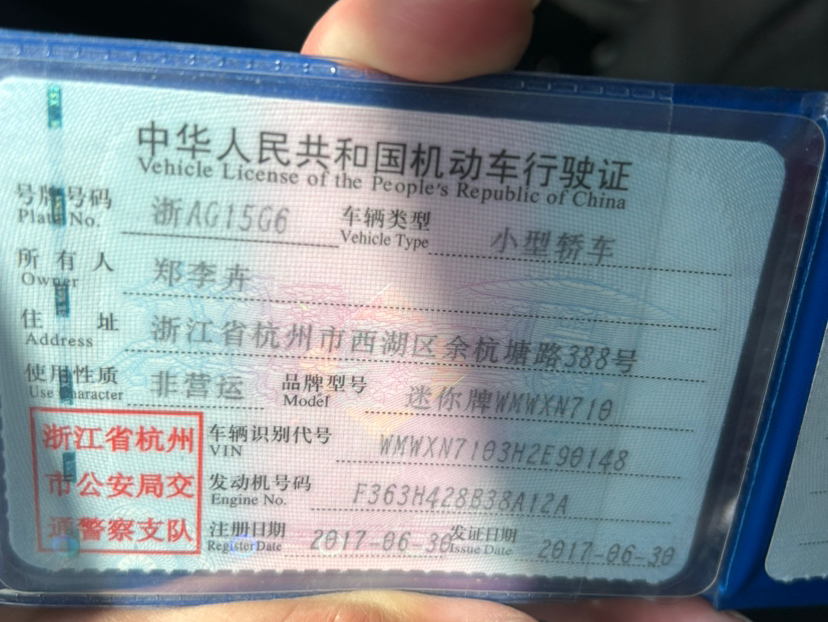 中华人民共和国机动车行驶证
Vehicle License of the People's Republic of China
号牌号码 浙AG15G6 车辆类型 小型轿车
Plate No. Vehicle Type
所有人 郑李卉
Owner
住址 浙江省杭州市西湖区余杭塘路388号
Address
使用性质 非营运 品牌型号 迷你牌WMWXN710
Use Character Model
浙江省杭州
市公安局交
通警察支队
车辆识别代号 WMWXN7103H2E90148
VIN
发动机号码 F363H428B38A12A
Engine No.
注册日期 2017-06-30 发证日期 2017-06-30
Register Date Issue Date